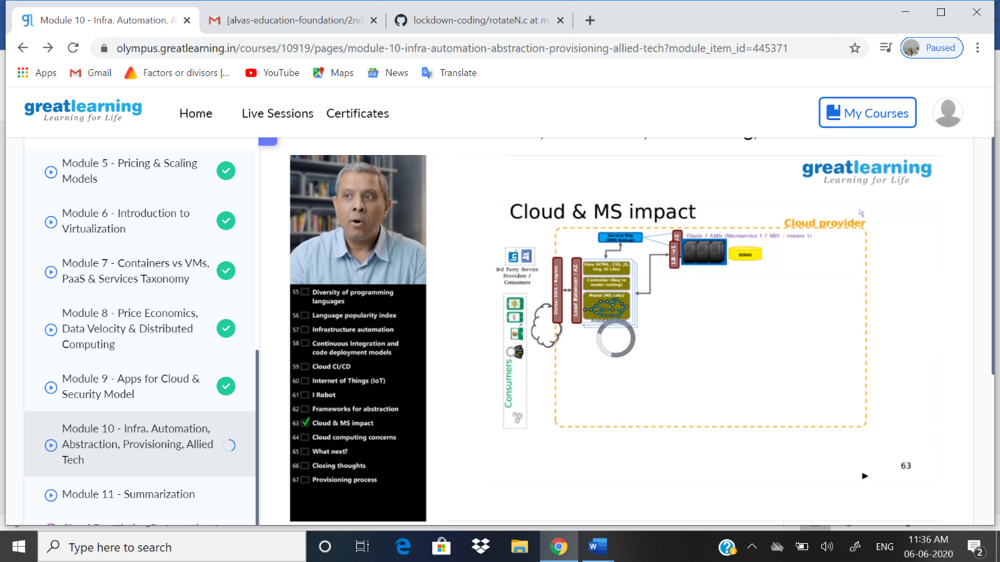 Module 10 - Infra. Automation, A
[alvas-education-foundation/2nd
lockdown-coding/rotateN.c at ma
olympus.greatlearning.in/courses/10919/pages/module-10-infra-automation-abstraction-provisioning-allied-tech?module_item_id=445371
Paused
Apps
Gmail
Factors or divisors |...
YouTube
Maps
News
Translate
greatlearning
Learning for Life
Home
Live Sessions
Certificates
My Courses
Module 5 - Pricing & Scaling
Models
Module 6 - Introduction to
Virtualization
Module 7 - Containers vs VMs,
PaaS & Services Taxonomy
Module 8 - Price Economics,
Data Velocity & Distributed
Computing
Module 9 - Apps for Cloud &
Security Model
Module 10 - Infra. Automation,
Abstraction, Provisioning, Allied
Tech
Module 11 - Summarization
55 Diversity of programming
languages
56 Language popularity index
57 Infrastructure automation
58 Continuous Integration and
code deployment models
59 Cloud CI/CD
60 Internet of Things (IoT)
61 I Robot
62 Frameworks for abstraction
63 Cloud & MS impact
64 Cloud computing concerns
65 What next?
66 Closing thoughts
67 Provisioning process
greatlearning
Learning for Life
Cloud & MS impact
Cloud provider
Service Reg
(DNS lookup)
Elastic / AMIs (Microservice 1 / MS1 - version 1)
LB -v1
/v2
RDBMS
3rd Party Service
Providers /
Consumers
Global DNS / Region
Load Balancer / AZ
View (HTML, CSS, JS,
Img, UI Libs)
Controller (Req to
model routing)
Model (MS calls)
Consumers
63
Type here to search
ENG
11:36 AM
06-06-2020
2